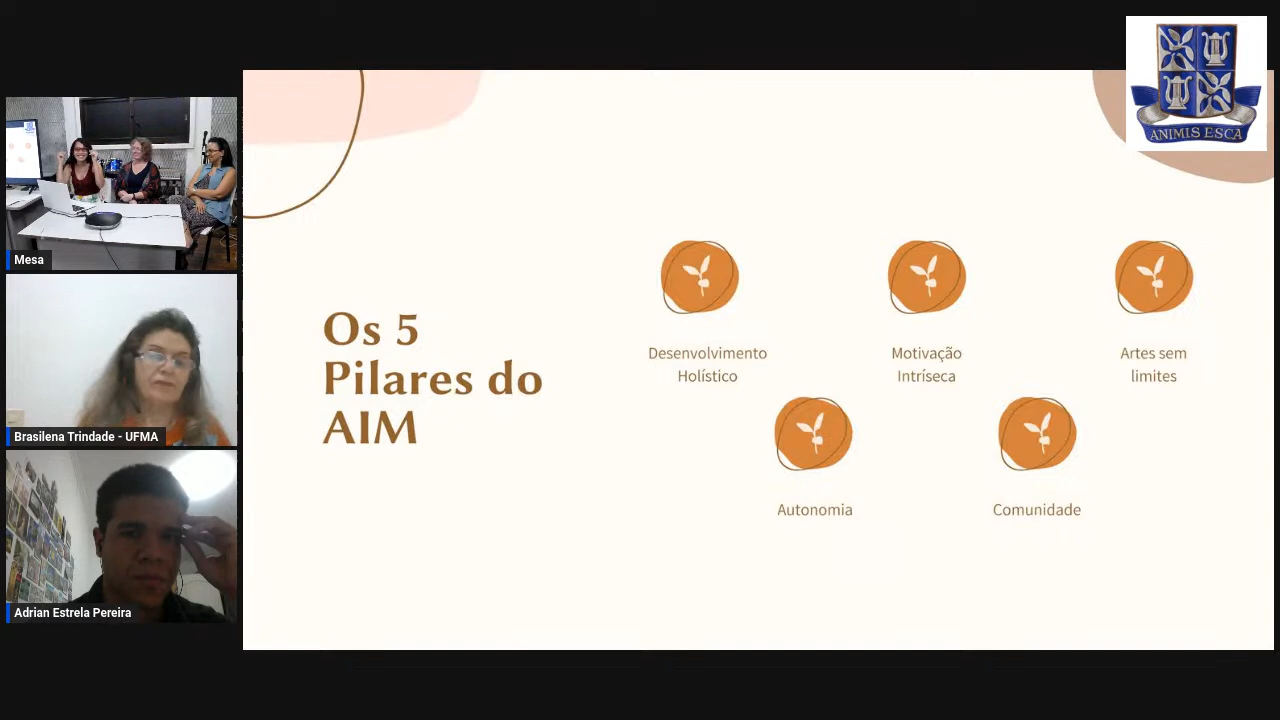 ANIMIS ESCA
Mesa
Brasilena Trindade - UFMA
Adrian Estrela Pereira
Os 5
Pilares do
AIM
Desenvolvimento
Holístico
Motivação
Intríseca
Artes sem
limites
Autonomia
Comunidade